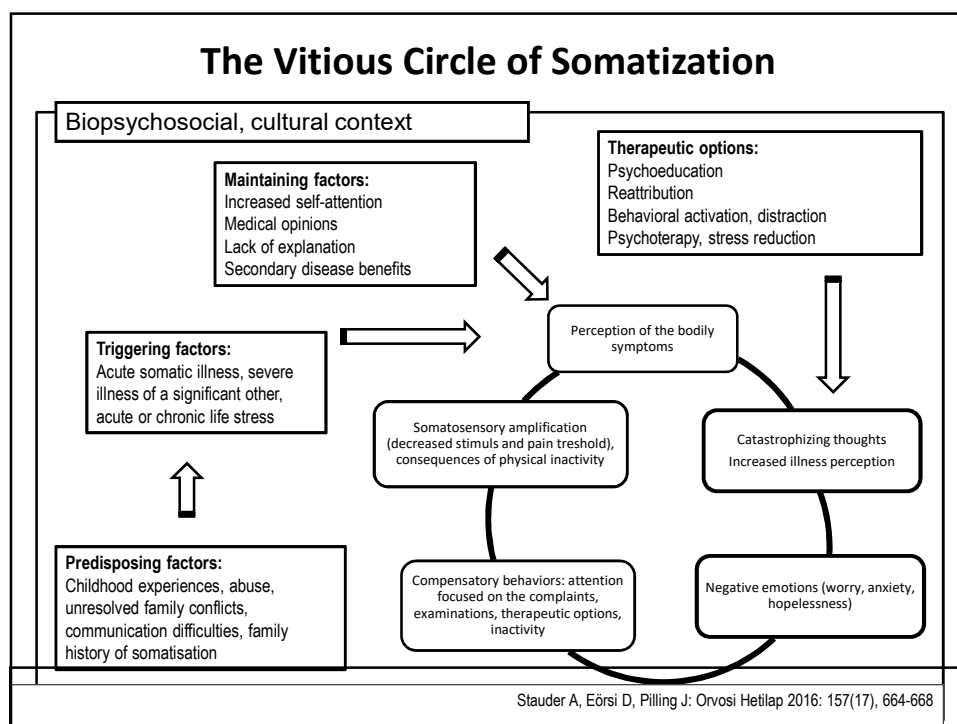 The Vitious Circle of Somatization
Biopsychosocial, cultural context
Therapeutic options:
Psychoeducation
Reattribution
Behavioral activation, distraction
Psychoterapy, stress reduction
Maintaining factors:
Increased self-attention
Medical opinions
Lack of explanation
Secondary disease benefits
Perception of the bodily
symptoms
Triggering factors:
Acute somatic illness, severe
illness of a significant other,
acute or chronic life stress
Somatosensory amplification
(decreased stimuls and pain treshold),
consequences of physical inactivity
Catastrophizing thoughts
Increased illness perception
Predisposing factors:
Childhood experiences, abuse,
unresolved family conflicts,
communication difficulties, family
history of somatisation
Compensatory behaviors: attention
focused on the complaints,
examinations, therapeutic options,
inactivity
Negative emotions (worry, anxiety,
hopelessness)
Stauder A, Eörsi D, Pilling J: Orvosi Hetilap 2016: 157(17), 664-668